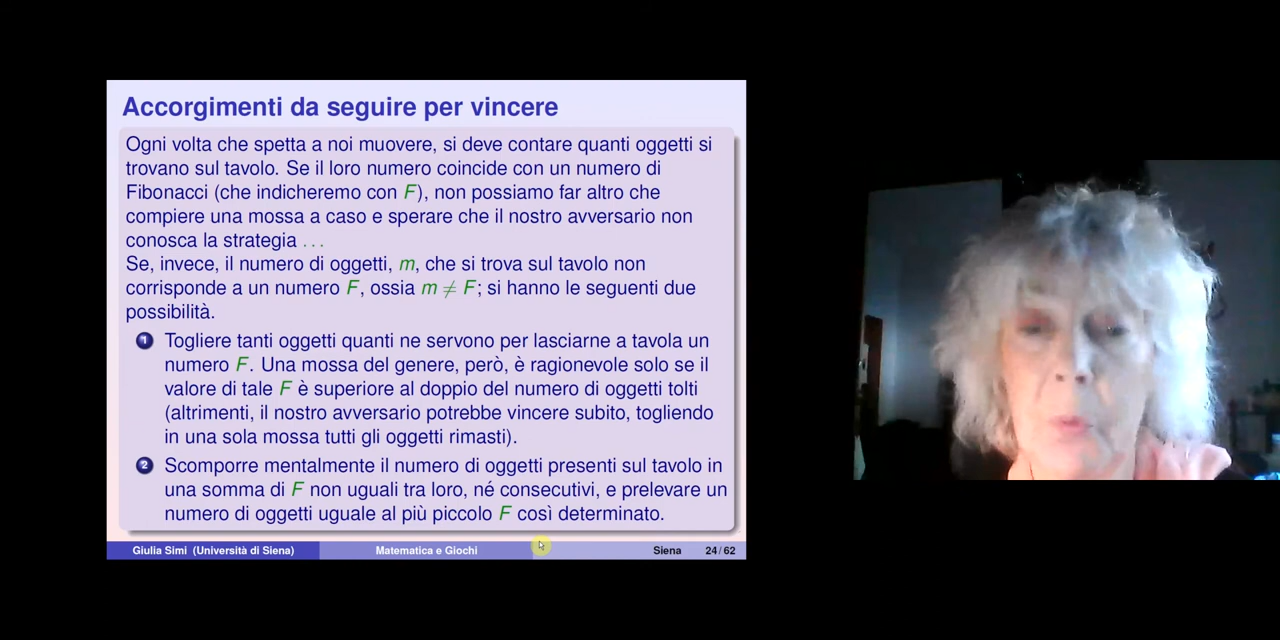 Accorgimenti da seguire per vincere
Ogni volta che spetta a noi muovere, si deve contare quanti oggetti si
trovano sul tavolo. Se il loro numero coincide con un numero di
Fibonacci (che indicheremo con F), non possiamo far altro che
compiere una mossa a caso e sperare che il nostro avversario non
conosca la strategia ...
Se, invece, il numero di oggetti, m, che si trova sul tavolo non
corrisponde a un numero F, ossia m ≠ F; si hanno le seguenti due
possibilità.
1 Togliere tanti oggetti quanti ne servono per lasciarne a tavola un
numero F. Una mossa del genere, però, è ragionevole solo se il
valore di tale F è superiore al doppio del numero di oggetti tolti
(altrimenti, il nostro avversario potrebbe vincere subito, togliendo
in una sola mossa tutti gli oggetti rimasti).
2 Scomporre mentalmente il numero di oggetti presenti sul tavolo in
una somma di F non uguali tra loro, né consecutivi, e prelevare un
numero di oggetti uguale al più piccolo F così determinato.
Giulia Simi (Università di Siena) Matematica e Giochi Siena 24/62